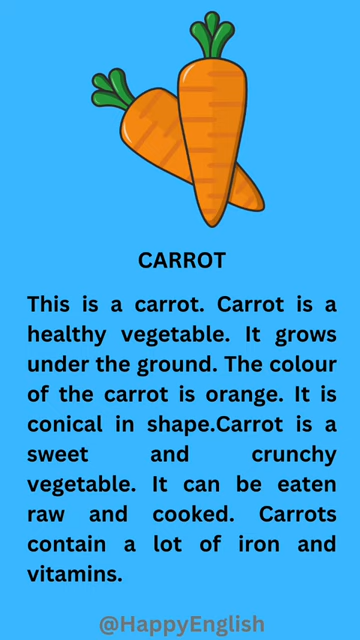 CARROT
This is a carrot. Carrot is a
healthy vegetable. It grows
under the ground. The colour
of the carrot is orange. It is
conical in shape.Carrot is a
sweet and crunchy
vegetable. It can be eaten
raw and cooked. Carrots
contain a lot of iron and
vitamins.
@HappyEnglish